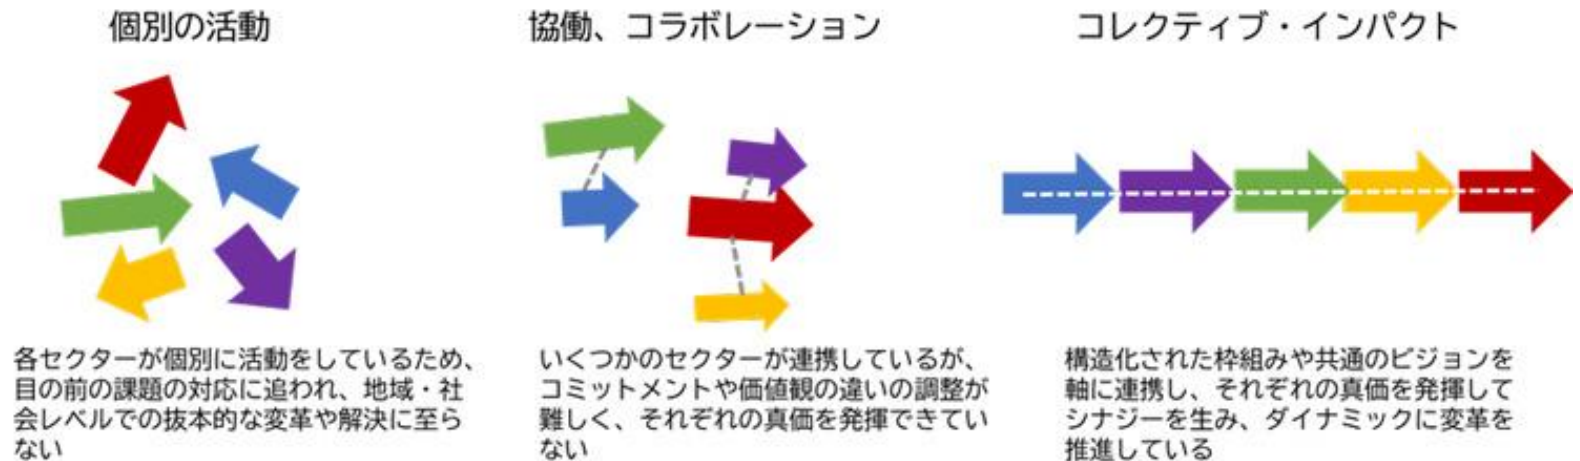 個別の活動
各セクターが個別に活動をしているため、
目の前の課題の対応に追われ、地域・社
会レベルでの抜本的な変革や解決に至ら
ない
協働、コラボレーション
いくつかのセクターが連携しているが、
コミットメントや価値観の違いの調整が
難しく、それぞれの真価を発揮できてい
ない
コレクティブ・インパクト
構造化された枠組みや共通のビジョンを
軸に連携し、それぞれの真価を発揮して
シナジーを生み、ダイナミックに変革を
推進している